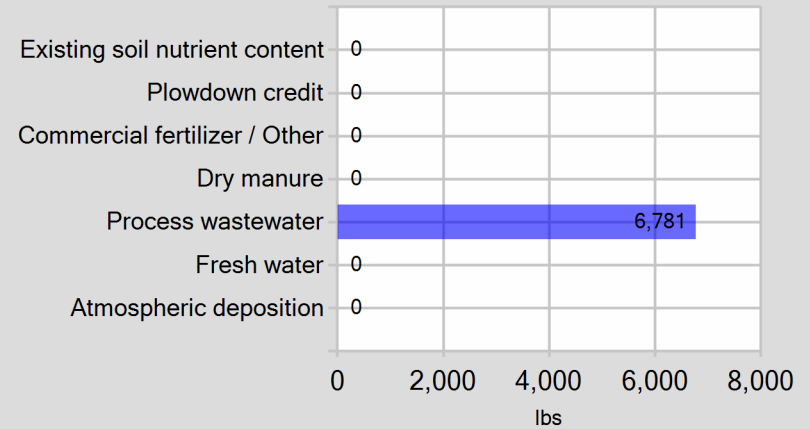 Existing soil nutrient content 0
Plowdown credit 0
Commercial fertilizer / Other 0
Dry manure 0
Process wastewater 6,781
Fresh water 0
Atmospheric deposition 0
0 2,000 4,000 6,000 8,000
lbs